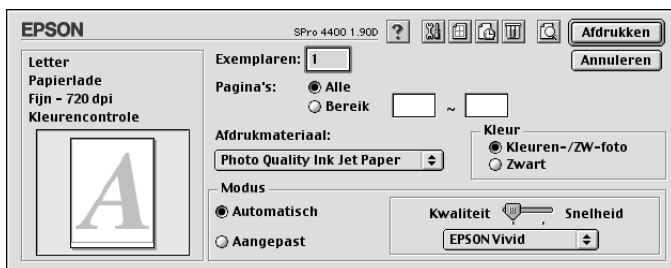 EPSON
SPro 4400 1.90D
?
Afdrukken
Annuleren
Letter
Papierlade
Fijn - 720 dpi
Kleurencontrole
A
Exemplaren: 1
Pagina's: Alle
Bereik ~
Afdrukmateriaal:
Photo Quality Ink Jet Paper
Kleur
Kleuren-/ZW-foto
Zwart
Modus
Automatisch
Aangepast
Kwaliteit Snelheid
EPSON Vivid